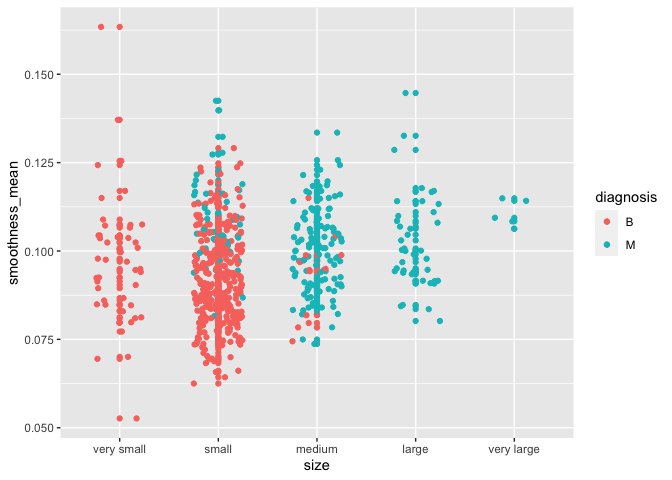 smoothness_mean
0.150
0.125
0.100
0.075
0.050
very small
small
medium
large
very large
size
diagnosis
B
M